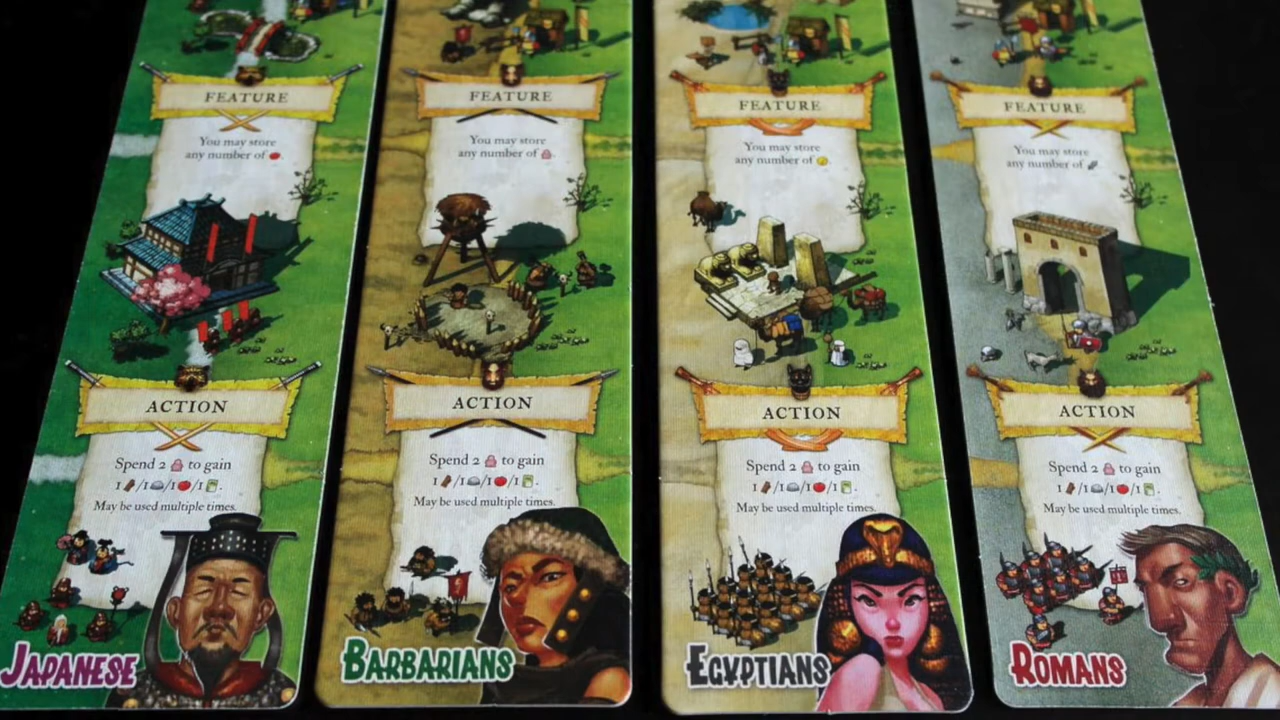 FEATURE
You may store
any number of
ACTION
Spend 2 to gain
1 /1 /1 /1 .
May be used multiple times.
JAPANESE
FEATURE
You may store
any number of .
ACTION
Spend 2 to gain
1 /1 /1 /1 .
May be used multiple times.
BARBARIANS
FEATURE
You may store
any number of .
ACTION
Spend 2 to gain
1 /1 /1 /1 .
May be used multiple times.
EGYPTIANS
FEATURE
You may store
any number of .
ACTION
Spend 2 to gain
1 /1 /1 /1 .
May be used multiple times.
ROMANS